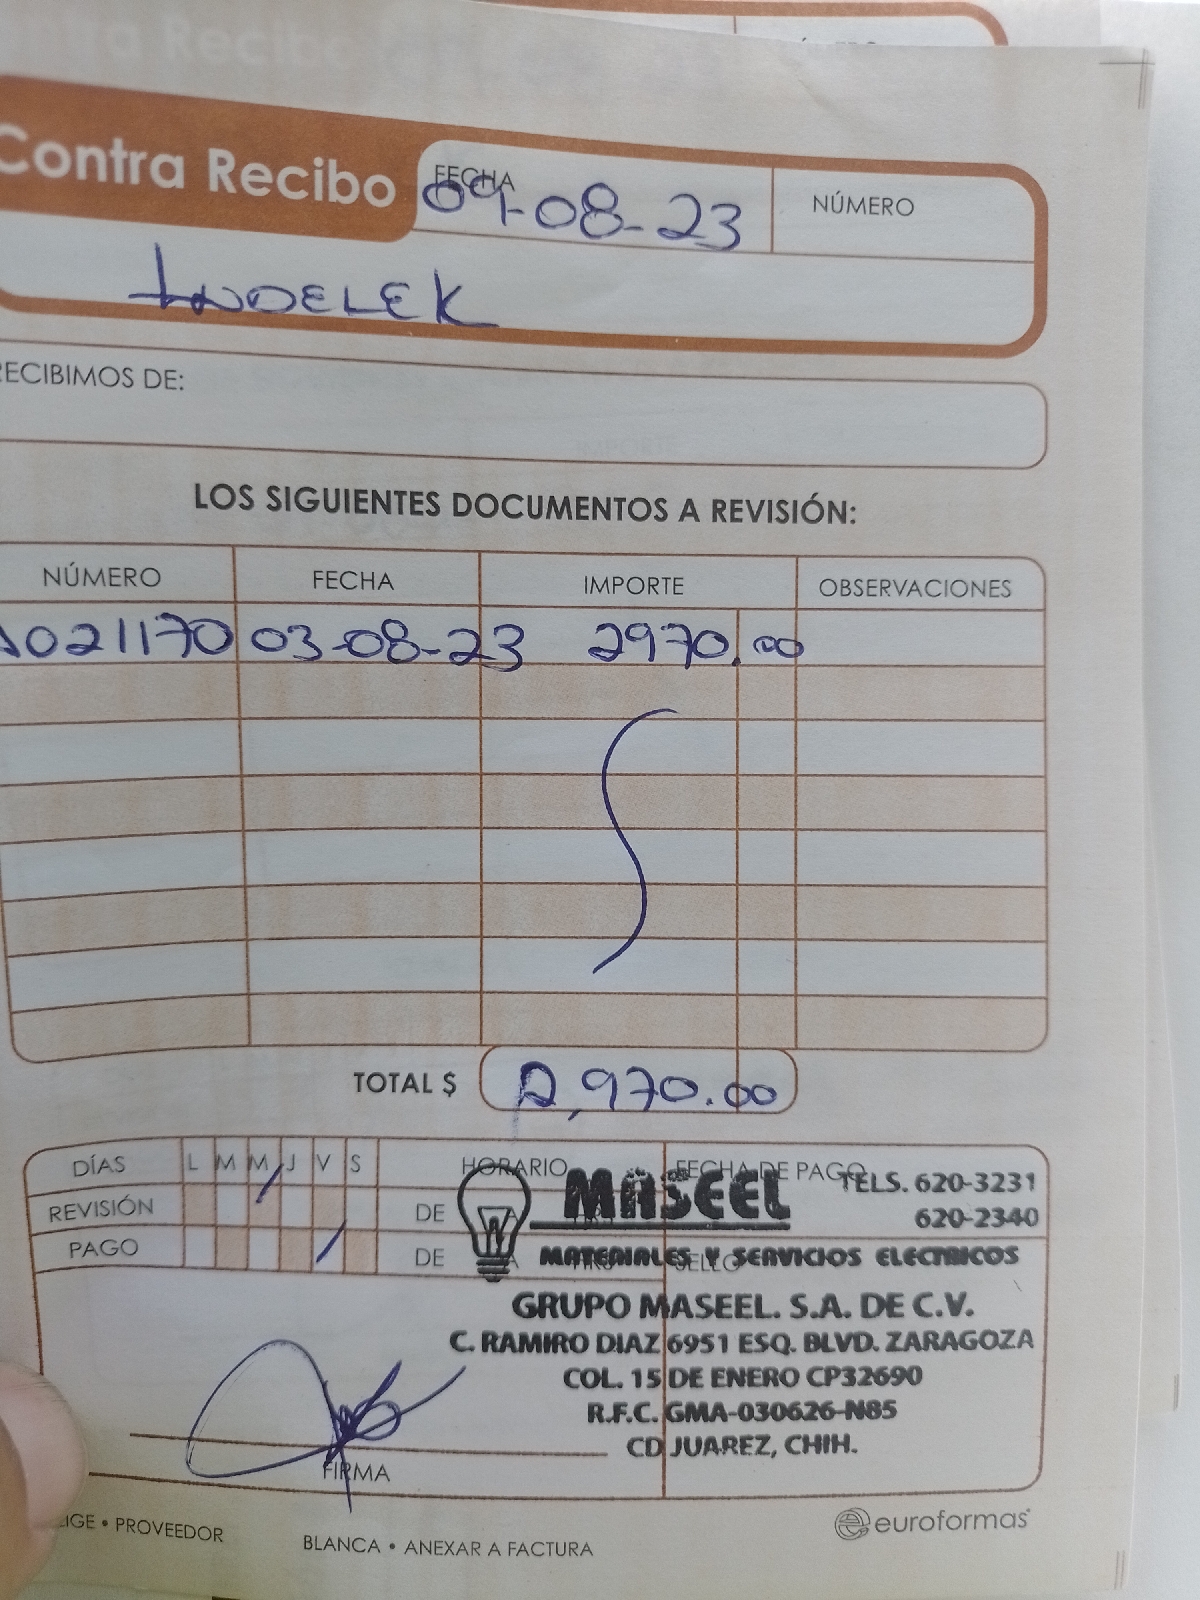 Contra Recibo
FECHA
09-08-23
NÚMERO
INDELEK
RECIBIMOS DE:
LOS SIGUIENTES DOCUMENTOS A REVISIÓN:
NÚMERO FECHA IMPORTE OBSERVACIONES
A021170 03-08-23 2970.00
TOTAL $ 2,970.00
DÍAS L M M J V S HORARIO FECHA DE PAGO
REVISIÓN DE A
PAGO DE A SELLO
MASEEL
TELS. 620-3231
620-2340
MATERIALES Y SERVICIOS ELECTRICOS
GRUPO MASEEL. S.A. DE C.V.
C. RAMIRO DIAZ 6951 ESQ. BLVD. ZARAGOZA
COL. 15 DE ENERO CP32690
R.F.C. GMA-030626-N85
CD JUAREZ, CHIH.
FIRMA
PROVEEDOR
BLANCA • ANEXAR A FACTURA
euroformas